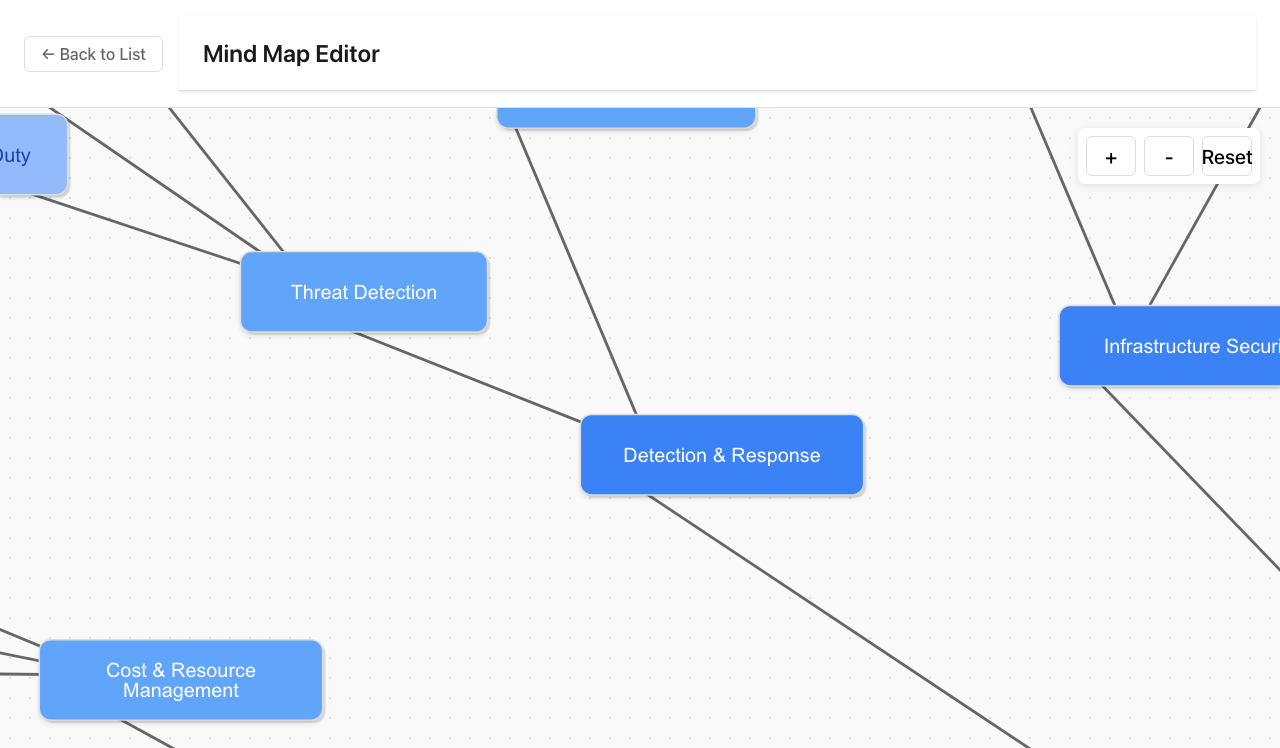 ← Back to List
Mind Map Editor
+
-
Reset
Duty
Threat Detection
Infrastructure Securi
Detection & Response
Cost & Resource
Management